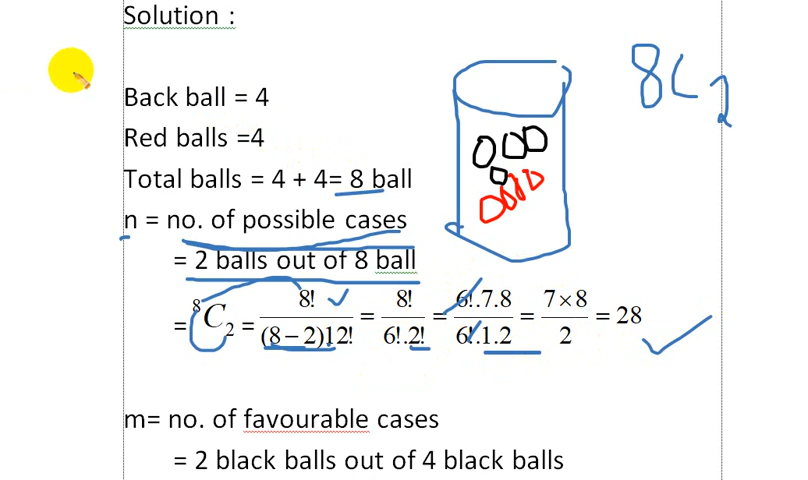 Solution :
8C2
Back ball = 4
Red balls =4
Total balls = 4 + 4= 8 ball
n = no. of possible cases
= 2 balls out of 8 ball
= ⁸C₂ = 8!/(8−2)12! = 8!/6!.2! = 6!.7.8/6!.1.2 = 7×8/2 = 28
m= no. of favourable cases
= 2 black balls out of 4 black balls